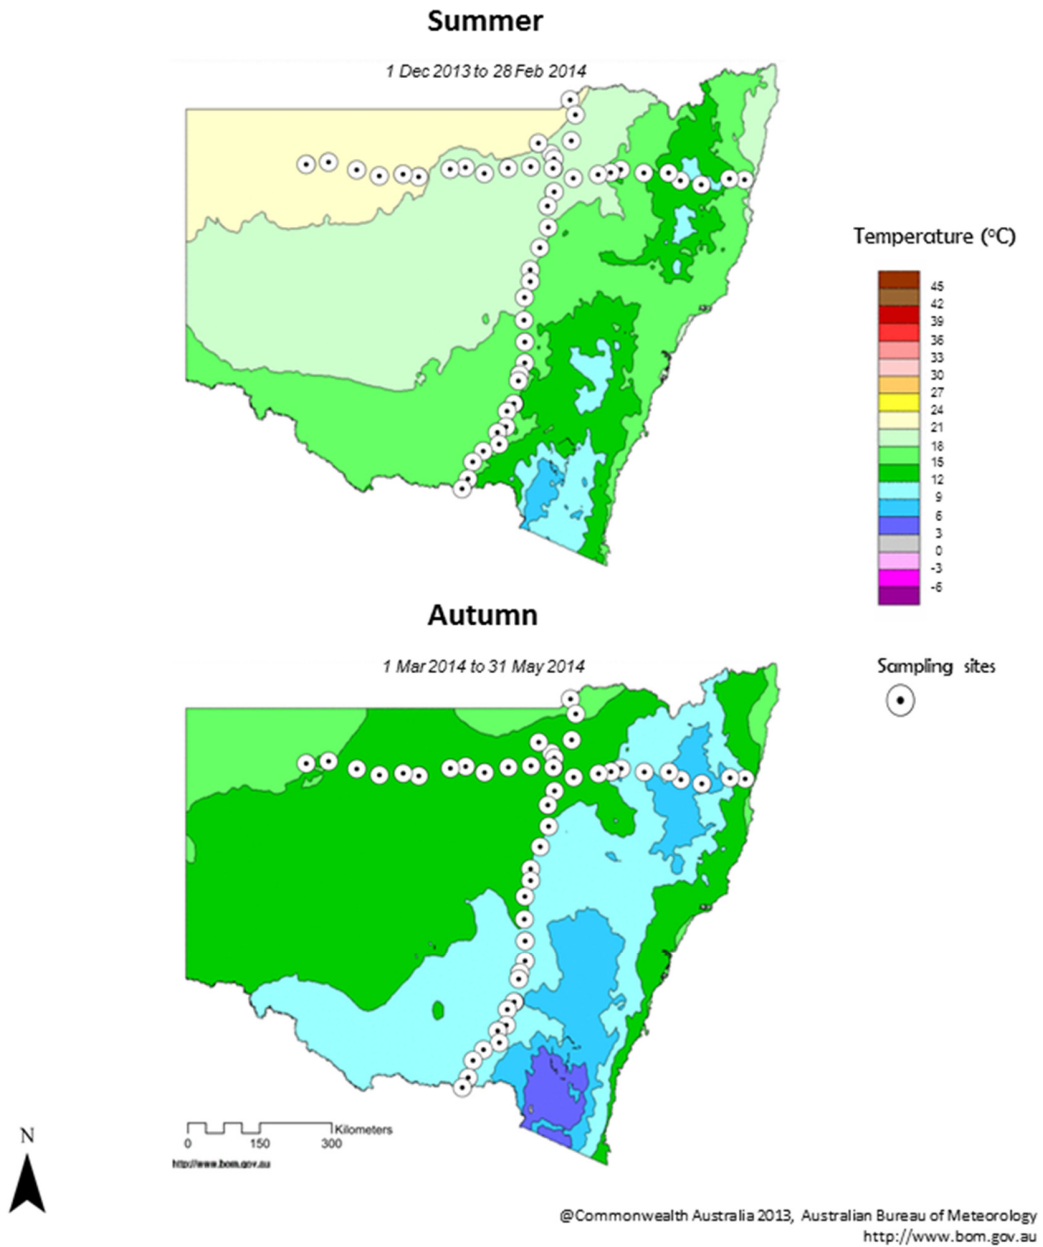 Summer
1 Dec 2013 to 28 Feb 2014
Temperature (°C)
45
42
39
36
33
30
27
24
21
18
15
12
9
6
3
0
-3
-6
Autumn
1 Mar 2014 to 31 May 2014
Sampling sites
N
Kilometers
0 150 300
http://www.bom.gov.au
@Commonwealth Australia 2013, Australian Bureau of Meteorology
http://www.bom.gov.au